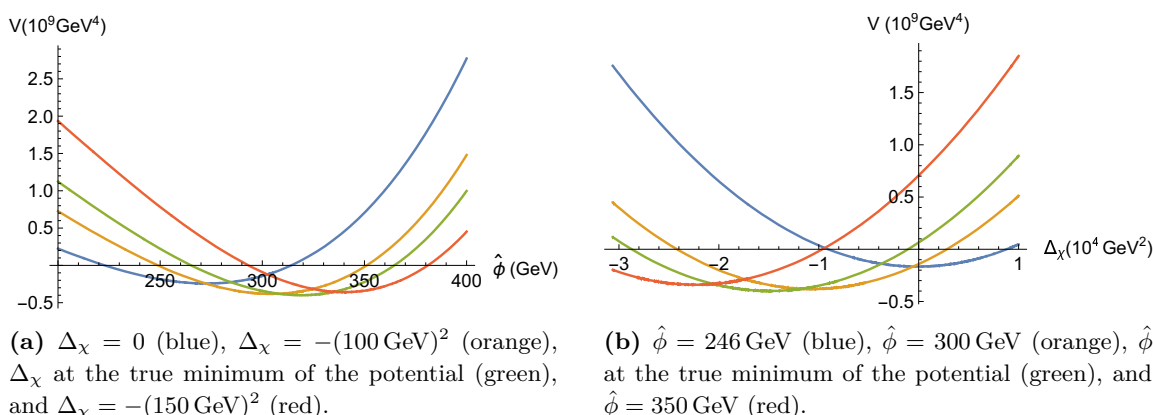 V(10⁹GeV⁴)
2.5
2.0
1.5
1.0
0.5
−0.5
250 300 350 400
ϕ̂ (GeV)
V (10⁹GeV⁴)
1.5
0.5
−0.5
−3 −2 −1 1
Δχ(10⁴ GeV²)
(a) Δχ = 0 (blue), Δχ = −(100 GeV)² (orange),
Δχ at the true minimum of the potential (green),
and Δχ = −(150 GeV)² (red).
(b) ϕ̂ = 246 GeV (blue), ϕ̂ = 300 GeV (orange), ϕ̂
at the true minimum of the potential (green), and
ϕ̂ = 350 GeV (red).